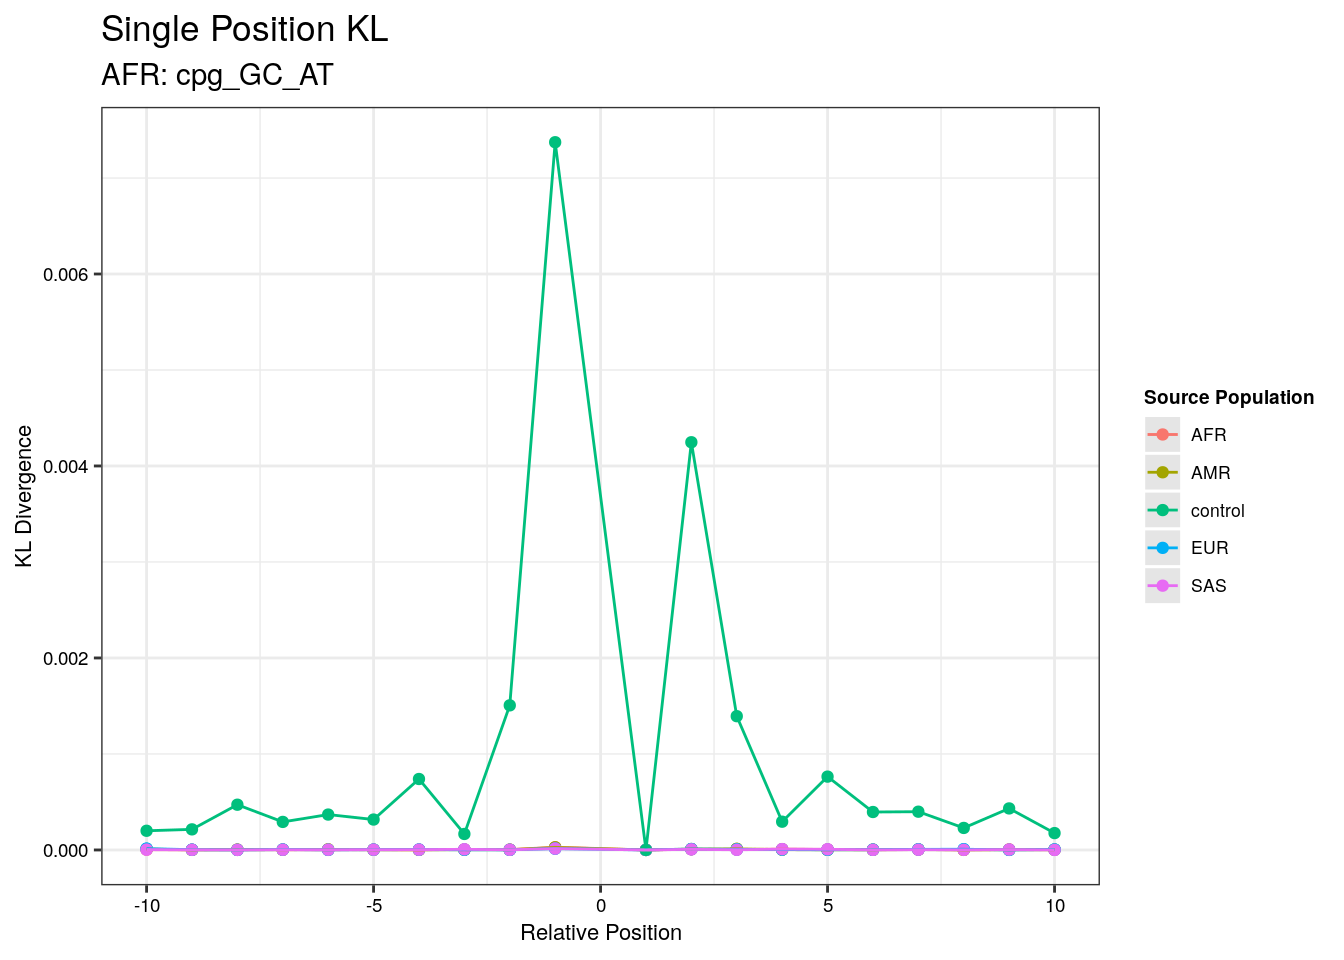 Single Position KL
AFR: cpg_GC_AT
KL Divergence
0.006
0.004
0.002
0.000
-10
-5
0
5
10
Relative Position
Source Population
AFR
AMR
control
EUR
SAS